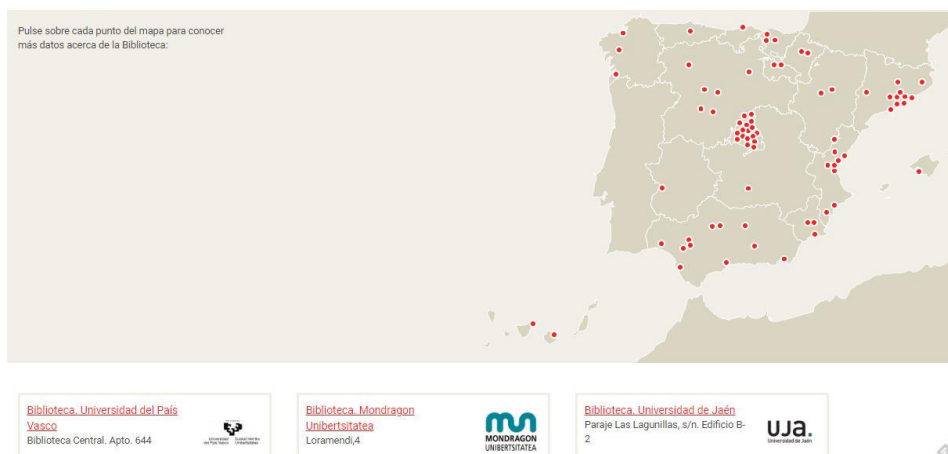 Pulse sobre cada punto del mapa para conocer
más datos acerca de la Biblioteca:
Biblioteca. Universidad del País
Vasco
Biblioteca Central. Apto. 644
Biblioteca. Mondragon
Unibertsitatea
Loramendi,4
MONDRAGON
UNIBERTSITATEA
Biblioteca. Universidad de Jaén
Paraje Las Lagunillas, s/n. Edificio B-
2
uja.
Universidad de Jaén